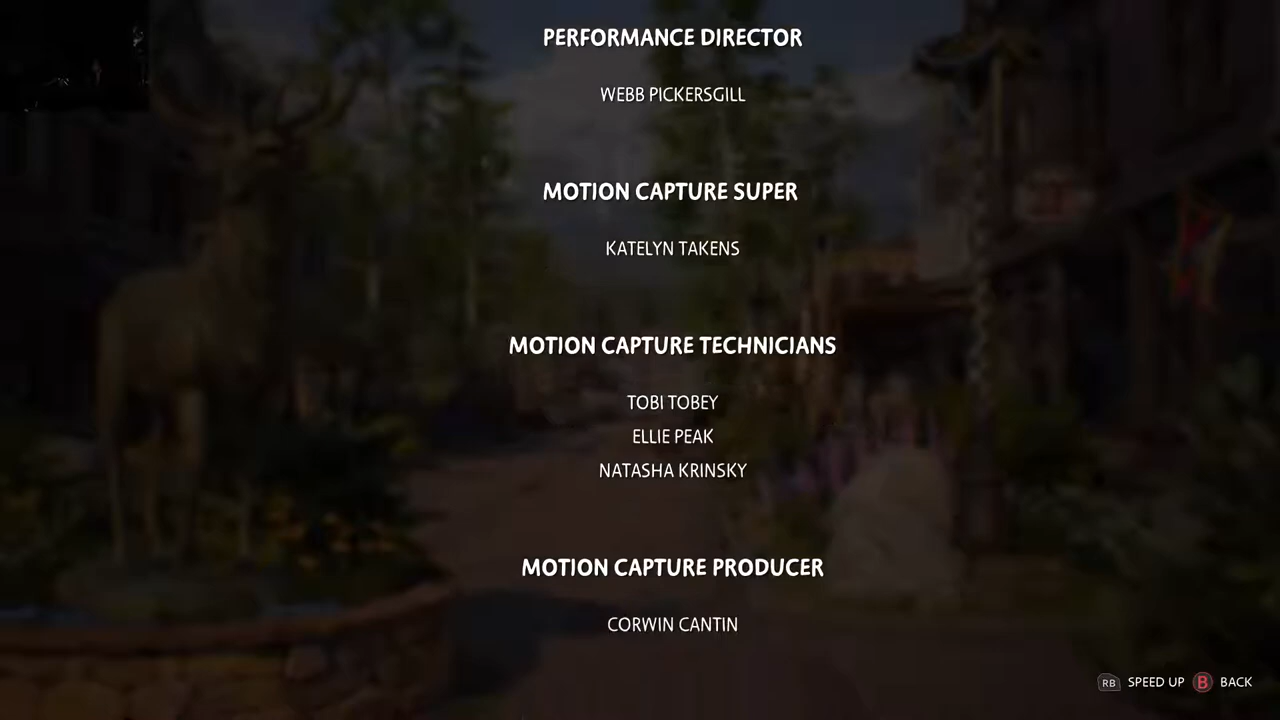 PERFORMANCE DIRECTOR
WEBB PICKERSGILL
MOTION CAPTURE SUPER
KATELYN TAKENS
MOTION CAPTURE TECHNICIANS
TOBI TOBEY
ELLIE PEAK
NATASHA KRINSKY
MOTION CAPTURE PRODUCER
CORWIN CANTIN
RB SPEED UP B BACK